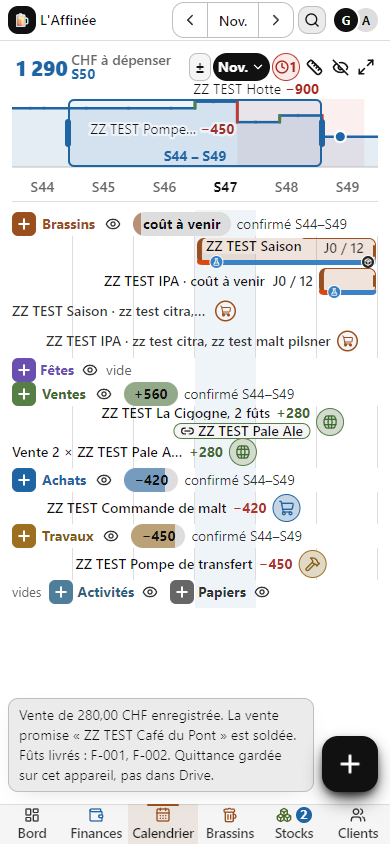 L'Affinée
Nov.
G A
1 290 CHF à dépenser S50
± Nov. 1
ZZ TEST Hotte −900
ZZ TEST Pompe... −450
S44 – S49
S44 S45 S46 S47 S48 S49
Brassins coût à venir confirmé S44–S49
ZZ TEST Saison J0 / 12
ZZ TEST IPA · coût à venir J0 / 12
ZZ TEST Saison · zz test citra,...
ZZ TEST IPA · zz test citra, zz test malt pilsner
Fêtes vide
Ventes +560 confirmé S44–S49
ZZ TEST La Cigogne, 2 fûts +280
ZZ TEST Pale Ale
Vente 2 × ZZ TEST Pale A... +280
Achats −420 confirmé S44–S49
ZZ TEST Commande de malt −420
Travaux −450 confirmé S44–S49
ZZ TEST Pompe de transfert −450
vides Activités Papiers
Vente de 280,00 CHF enregistrée. La vente
promise « ZZ TEST Café du Pont » est soldée.
Fûts livrés : F-001, F-002. Quittance gardée
sur cet appareil, pas dans Drive.
Bord Finances Calendrier Brassins Stocks 2 Clients